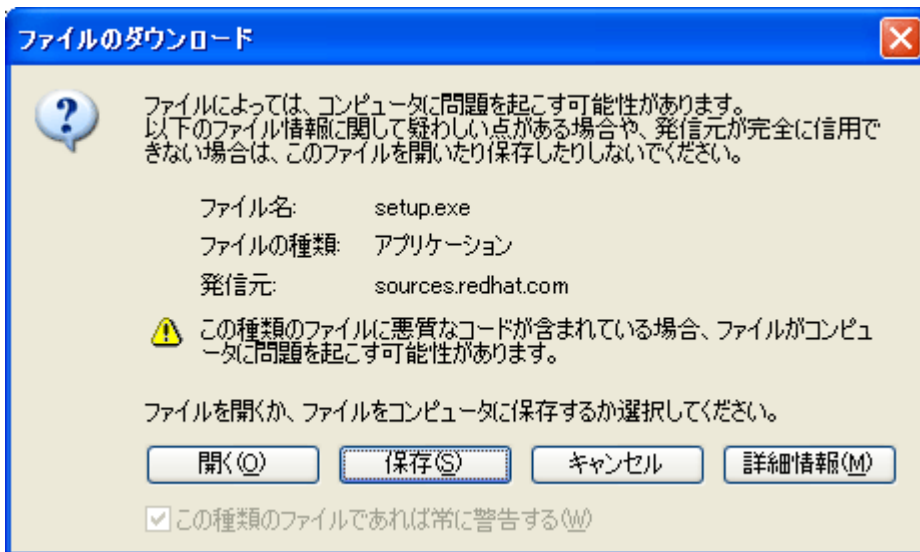 ファイルのダウンロード
ファイルによっては、コンピュータに問題を起こす可能性があります。
以下のファイル情報に関して疑わしい点がある場合や、発信元が完全に信用で
きない場合は、このファイルを開いたり保存したりしないでください。
ファイル名: setup.exe
ファイルの種類: アプリケーション
発信元: sources.redhat.com
この種類のファイルに悪質なコードが含まれている場合、ファイルがコンピュ
ータに問題を起こす可能性があります。
ファイルを開くか、ファイルをコンピュータに保存するか選択してください。
開く(O) 保存(S) キャンセル 詳細情報(M)
この種類のファイルであれば常に警告する(W)